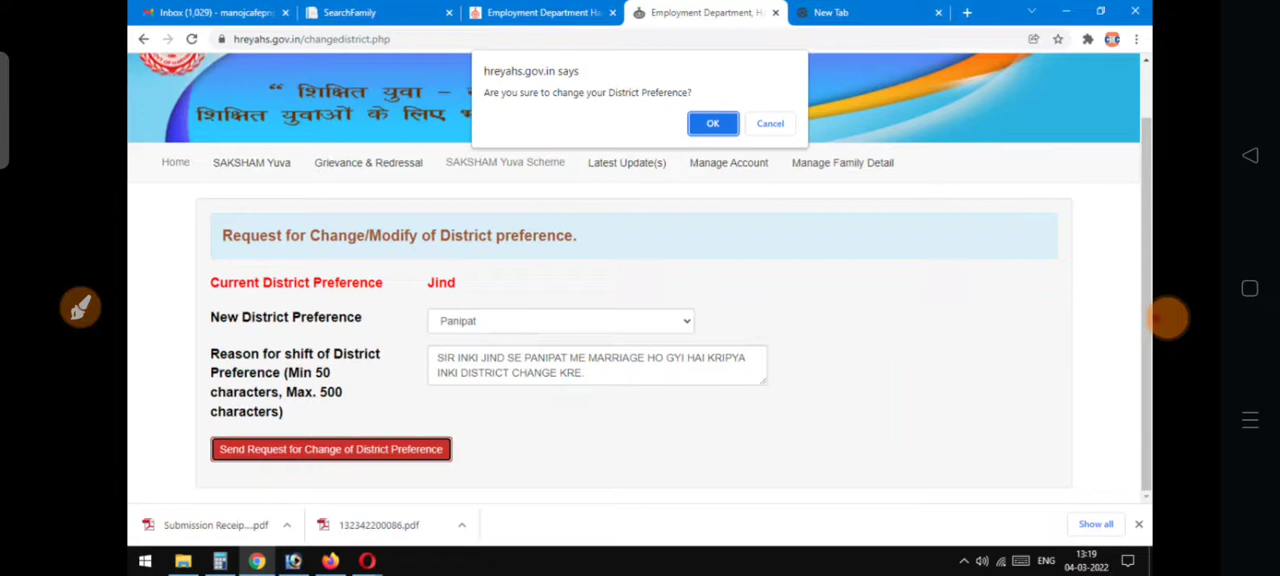 Inbox (1,029) - manojcafepn
SearchFamily
Employment Department Ha
Employment Department, H
New Tab
hreyahs.gov.in/changedistrict.php
hreyahs.gov.in says
Are you sure to change your District Preference?
OK
Cancel
“ शिक्षित युवा –
शिक्षित युवाओं के लिए
Home
SAKSHAM Yuva
Grievance & Redressal
SAKSHAM Yuva Scheme
Latest Update(s)
Manage Account
Manage Family Detail
Request for Change/Modify of District preference.
Current District Preference
Jind
New District Preference
Panipat
Reason for shift of District
Preference (Min 50
characters, Max. 500
characters)
SIR INKI JIND SE PANIPAT ME MARRIAGE HO GYI HAI KRIPYA
INKI DISTRICT CHANGE KRE.
Send Request for Change of District Preference
Submission Receip....pdf
132342200086.pdf
Show all
ENG
13:19
04-03-2022